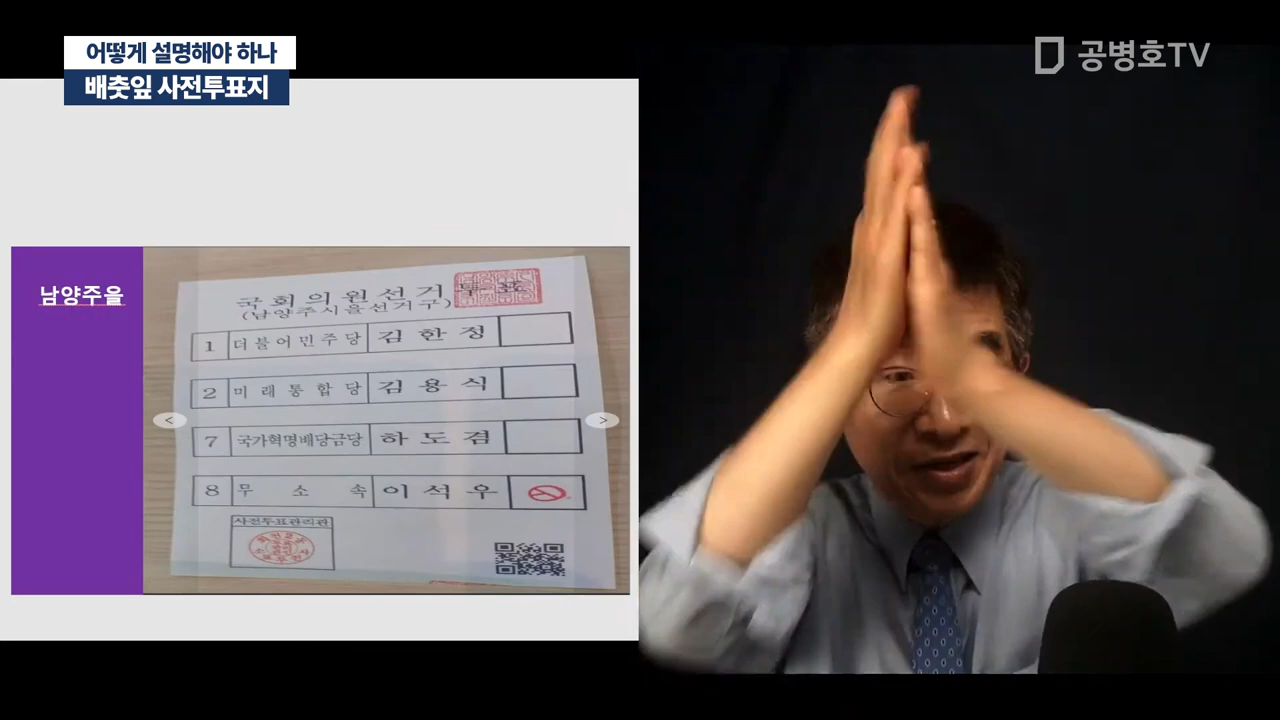 어떻게 설명해야 하나
배춧잎 사전투표지
공병호TV
남양주을
국회의원선거 투표
(남양주시을선거구)
1 더불어민주당 김한정
2 미래통합당 김용식
7 국가혁명배당금당 하도겸
8 무소속 이석우
사전투표관리관